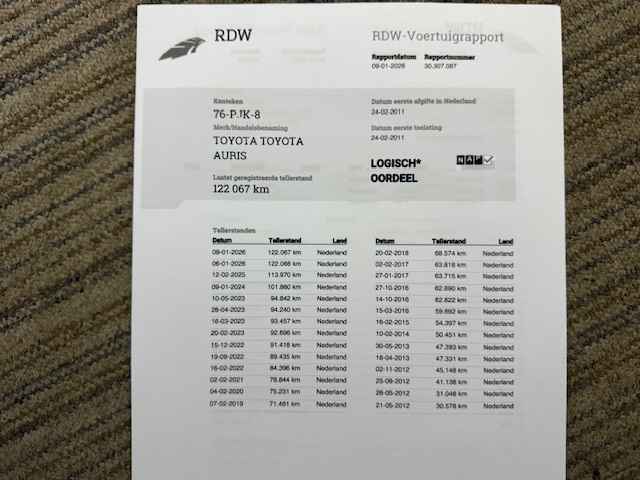 RDW
RDW-Voertuigrapport
Rapportdatum Rapportnummer
09-01-2026 30.307.087
Kenteken
76-PJK-8
Merk/Handelsbenaming
TOYOTA TOYOTA
AURIS
Laatst geregistreerde tellerstand
122 067 km
Datum eerste afgifte in Nederland
24-02-2011
Datum eerste toelating
24-02-2011
LOGISCH*
OORDEEL
NAP
Tellerstanden
Datum Tellerstand Land
09-01-2026 122.067 km Nederland
06-01-2026 122.066 km Nederland
12-02-2025 113.970 km Nederland
09-01-2024 101.880 km Nederland
10-05-2023 94.842 km Nederland
28-04-2023 94.240 km Nederland
16-03-2023 93.457 km Nederland
20-02-2023 92.696 km Nederland
15-12-2022 91.418 km Nederland
19-09-2022 89.435 km Nederland
16-02-2022 84.396 km Nederland
02-02-2021 78.844 km Nederland
04-02-2020 75.231 km Nederland
07-02-2019 71.461 km Nederland
Datum Tellerstand Land
20-02-2018 68.574 km Nederland
02-02-2017 63.818 km Nederland
27-01-2017 63.715 km Nederland
27-10-2016 62.890 km Nederland
14-10-2016 62.822 km Nederland
15-03-2016 59.692 km Nederland
16-02-2015 54.397 km Nederland
10-02-2014 50.451 km Nederland
30-05-2013 47.393 km Nederland
18-04-2013 47.331 km Nederland
02-11-2012 45.148 km Nederland
25-09-2012 41.138 km Nederland
28-05-2012 31.048 km Nederland
21-05-2012 30.578 km Nederland